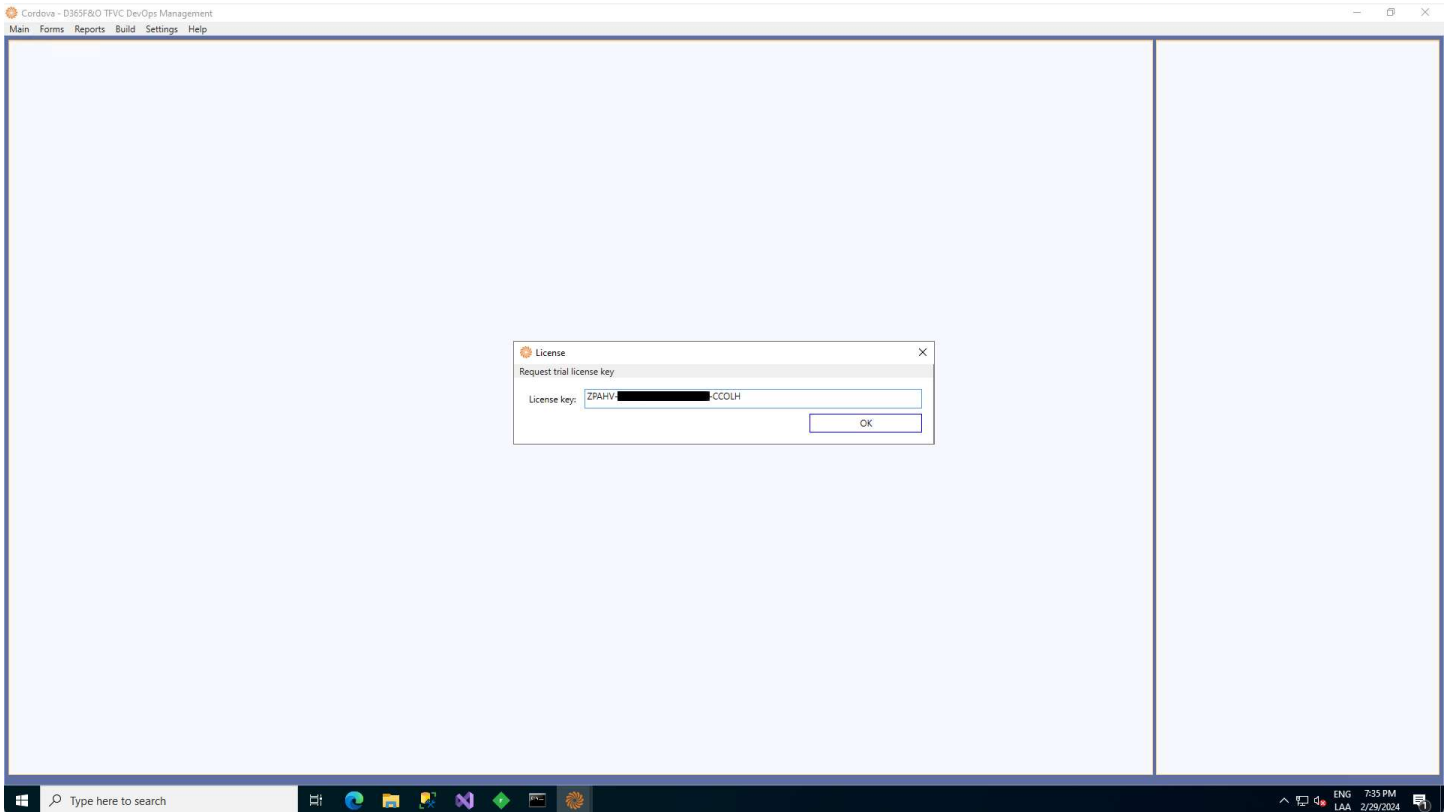 Cordova - D365F&O TFVC DevOps Management
Main Forms Reports Build Settings Help
License
Request trial license key
License key: ZPAHV- -CCOLH
OK
Type here to search
ENG 7:35 PM
LAA 2/29/2024
1